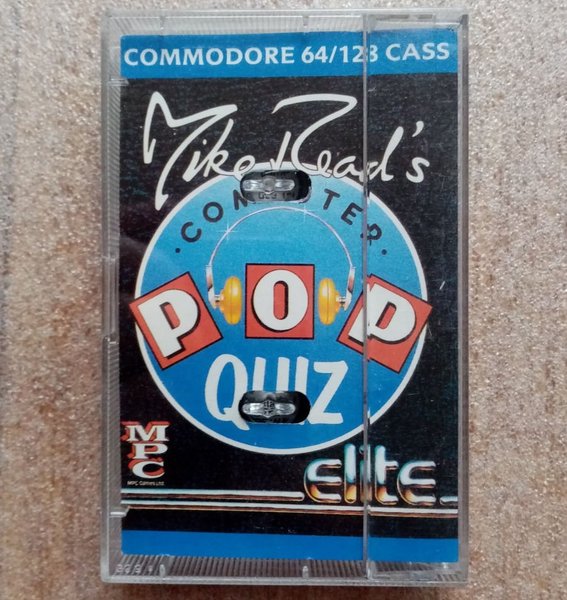 COMMODORE 64/128 CASS
Mike Read's
COMPUTER
POP
QUIZ
MPC
MPC Games Ltd.
elite